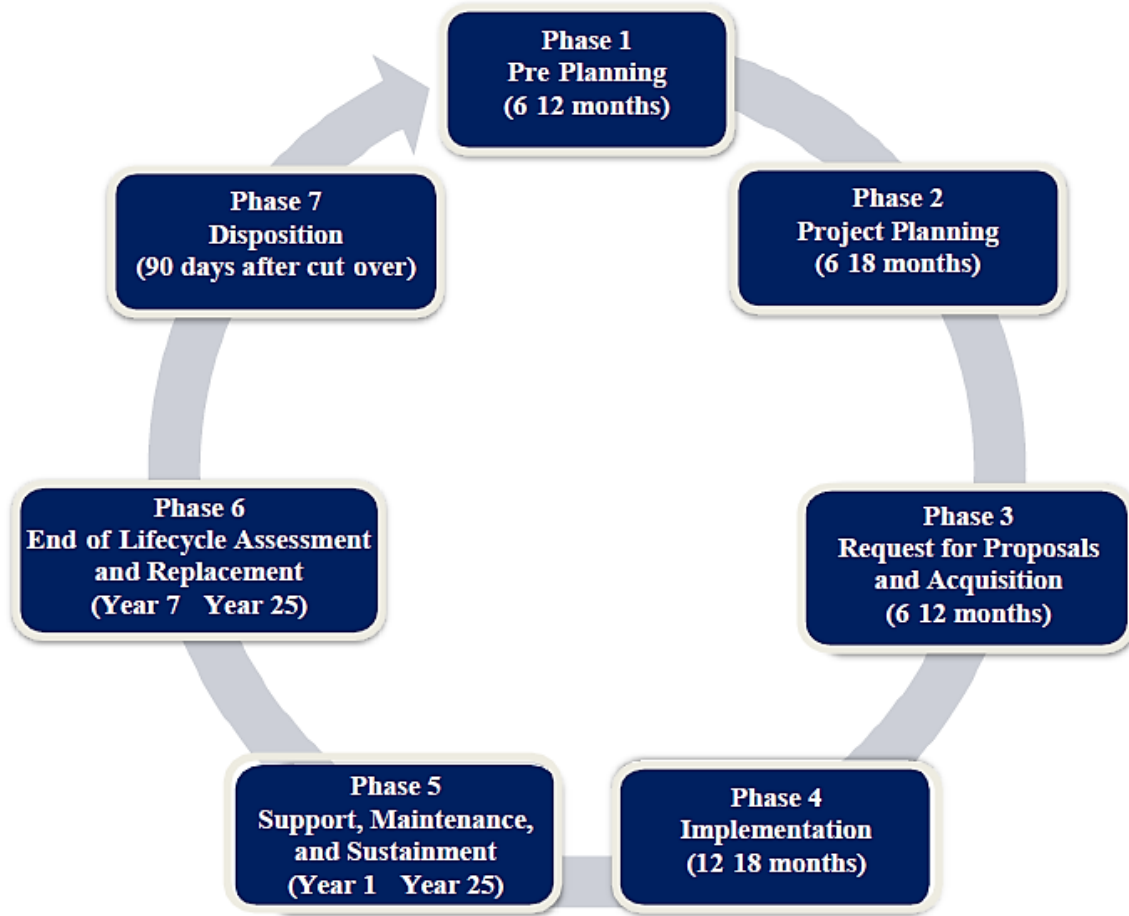 Phase 1
Pre Planning
(6 12 months)
Phase 2
Project Planning
(6 18 months)
Phase 3
Request for Proposals
and Acquisition
(6 12 months)
Phase 4
Implementation
(12 18 months)
Phase 5
Support, Maintenance,
and Sustainment
(Year 1 Year 25)
Phase 6
End of Lifecycle Assessment
and Replacement
(Year 7 Year 25)
Phase 7
Disposition
(90 days after cut over)